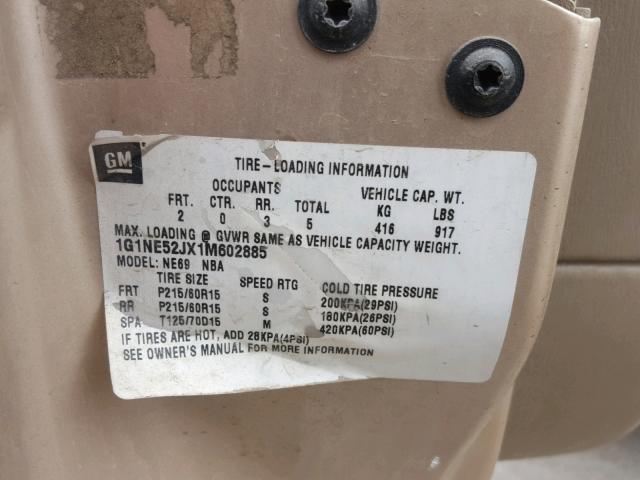 GM
TIRE-LOADING INFORMATION
OCCUPANTS VEHICLE CAP. WT.
FRT. CTR. RR. TOTAL KG LBS
2 0 3 5 416 917
MAX. LOADING @ GVWR SAME AS VEHICLE CAPACITY WEIGHT.
1G1NE52JX1M602885
MODEL: NE69 NBA
TIRE SIZE SPEED RTG COLD TIRE PRESSURE
FRT P215/60R15 S 200KPA(29PSI)
RR P215/60R15 S 180KPA(26PSI)
SPA T125/70D15 M 420KPA(60PSI)
IF TIRES ARE HOT, ADD 28KPA(4PSI)
SEE OWNER'S MANUAL FOR MORE INFORMATION